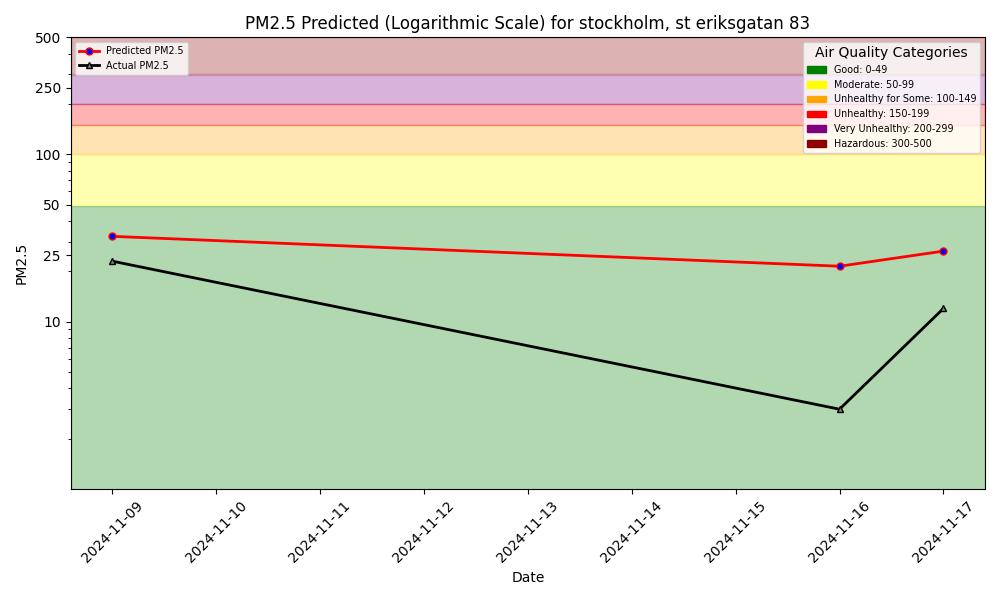 PM2.5 Predicted (Logarithmic Scale) for stockholm, st eriksgatan 83
Predicted PM2.5
Actual PM2.5
Air Quality Categories
Good: 0-49
Moderate: 50-99
Unhealthy for Some: 100-149
Unhealthy: 150-199
Very Unhealthy: 200-299
Hazardous: 300-500
500
250
100
50
25
10
PM2.5
2024-11-09
2024-11-10
2024-11-11
2024-11-12
2024-11-13
2024-11-14
2024-11-15
2024-11-16
2024-11-17
Date